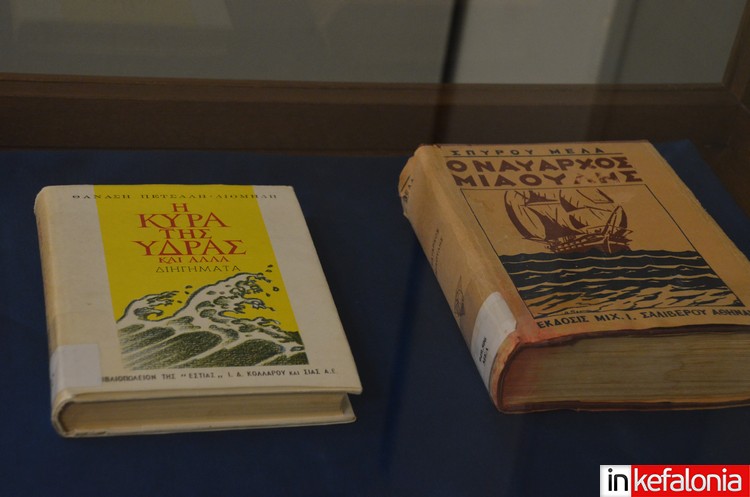 ΘΑΝΑΣΗ ΠΕΤΣΑΛΗ-ΔΙΟΜΗΔΗ
Η
ΚΥΡΑ
ΤΗΣ
ΥΔΡΑΣ
ΚΑΙ ΑΛΛΑ
ΔΙΗΓΗΜΑΤΑ
ΒΙΒΛΙΟΠΩΛΕΙΟΝ ΤΗΣ "ΕΣΤΙΑΣ" Ι. Δ. ΚΟΛΛΑΡΟΥ ΚΑΙ ΣΙΑΣ Α.Ε.
ΣΠΥΡΟΥ ΜΕΛΑ
Ο ΝΑΥΑΡΧΟΣ
ΜΙΑΟΥΛΗΣ
ΕΚΔΟΣΙΣ ΜΙΧ. Ι. ΣΑΛΙΒΕΡΟΥ ΑΘΗΝΑΙ
inkefalonia